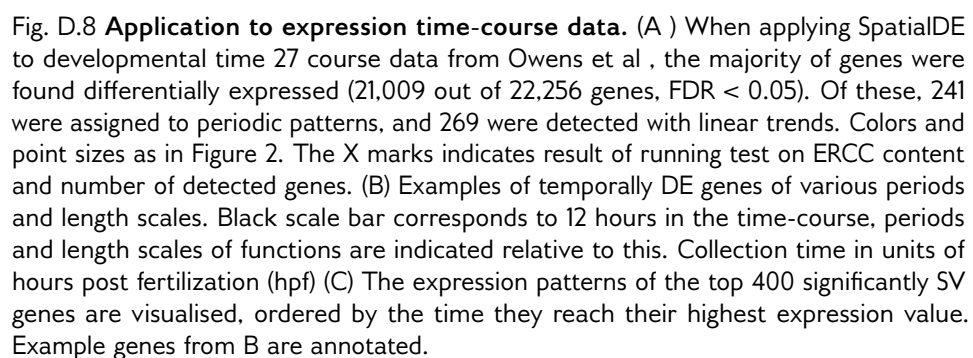 Fig. D.8 Application to expression time-course data. (A ) When applying SpatialDE
to developmental time 27 course data from Owens et al , the majority of genes were
found differentially expressed (21,009 out of 22,256 genes, FDR < 0.05). Of these, 241
were assigned to periodic patterns, and 269 were detected with linear trends. Colors and
point sizes as in Figure 2. The X marks indicates result of running test on ERCC content
and number of detected genes. (B) Examples of temporally DE genes of various periods
and length scales. Black scale bar corresponds to 12 hours in the time-course, periods
and length scales of functions are indicated relative to this. Collection time in units of
hours post fertilization (hpf) (C) The expression patterns of the top 400 significantly SV
genes are visualised, ordered by the time they reach their highest expression value.
Example genes from B are annotated.